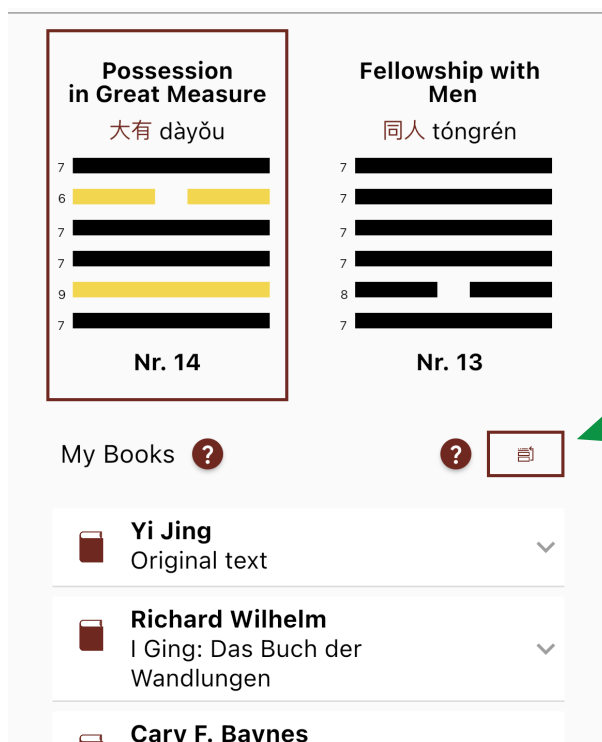 Possession
in Great Measure
大有 dàyǒu
7
6
7
7
9
7
Nr. 14
Fellowship with
Men
同人 tóngrén
7
7
7
7
8
7
Nr. 13
My Books ?
?
Yi Jing
Original text
Richard Wilhelm
I Ging: Das Buch der
Wandlungen
Cary F. Baynes